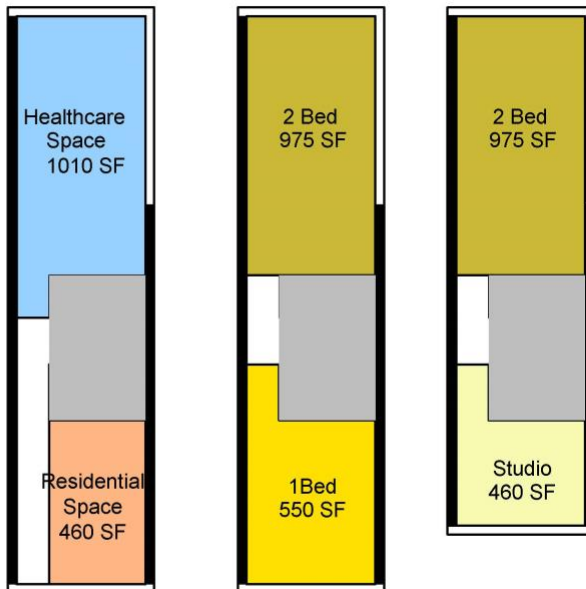 Healthcare
Space
1010 SF
2 Bed
975 SF
2 Bed
975 SF
Residential
Space
460 SF
1Bed
550 SF
Studio
460 SF